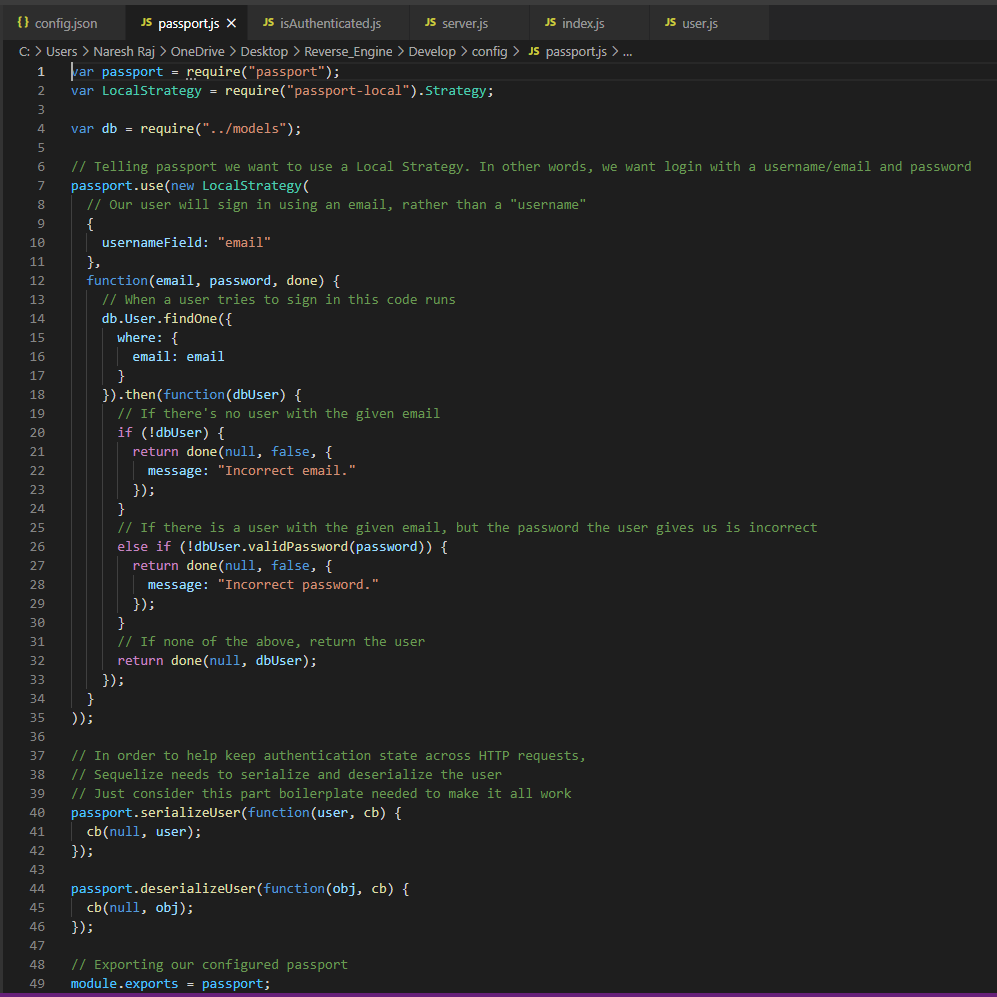 {} config.json JS passport.js × JS isAuthenticated.js JS server.js JS index.js JS user.js
C: > Users > Naresh Raj > OneDrive > Desktop > Reverse_Engine > Develop > config > JS passport.js > ...
1 var passport = require("passport");
2 var LocalStrategy = require("passport-local").Strategy;
3
4 var db = require("../models");
5
6 // Telling passport we want to use a Local Strategy. In other words, we want login with a username/email and password
7 passport.use(new LocalStrategy(
8   // Our user will sign in using an email, rather than a "username"
9   {
10     usernameField: "email"
11   },
12   function(email, password, done) {
13     // When a user tries to sign in this code runs
14     db.User.findOne({
15       where: {
16         email: email
17       }
18     }).then(function(dbUser) {
19       // If there's no user with the given email
20       if (!dbUser) {
21         return done(null, false, {
22           message: "Incorrect email."
23         });
24       }
25       // If there is a user with the given email, but the password the user gives us is incorrect
26       else if (!dbUser.validPassword(password)) {
27         return done(null, false, {
28           message: "Incorrect password."
29         });
30       }
31       // If none of the above, return the user
32       return done(null, dbUser);
33     });
34   }
35 ));
36
37 // In order to help keep authentication state across HTTP requests,
38 // Sequelize needs to serialize and deserialize the user
39 // Just consider this part boilerplate needed to make it all work
40 passport.serializeUser(function(user, cb) {
41   cb(null, user);
42 });
43
44 passport.deserializeUser(function(obj, cb) {
45   cb(null, obj);
46 });
47
48 // Exporting our configured passport
49 module.exports = passport;